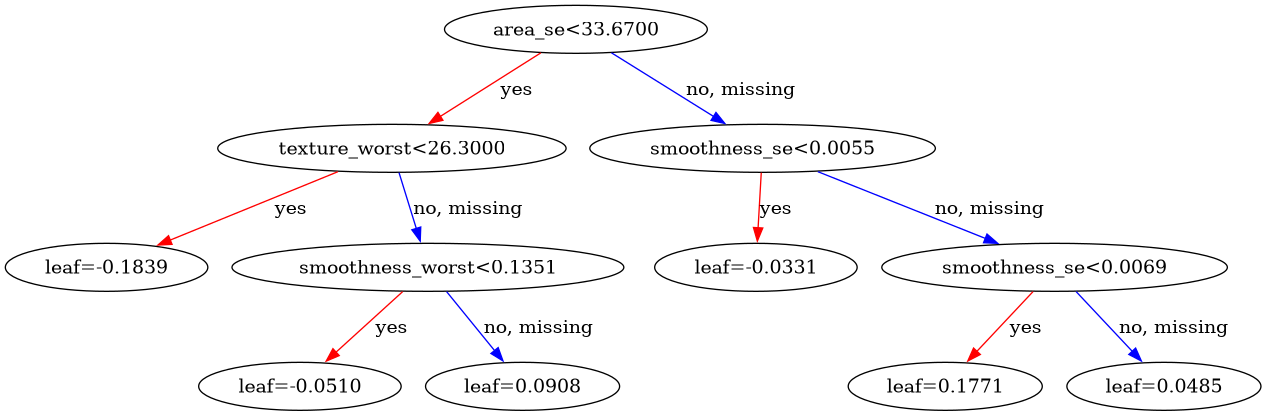 area_se<33.6700
yes
no, missing
texture_worst<26.3000
smoothness_se<0.0055
yes
no, missing
yes
no, missing
leaf=-0.1839
smoothness_worst<0.1351
leaf=-0.0331
smoothness_se<0.0069
yes
no, missing
yes
no, missing
leaf=-0.0510
leaf=0.0908
leaf=0.1771
leaf=0.0485